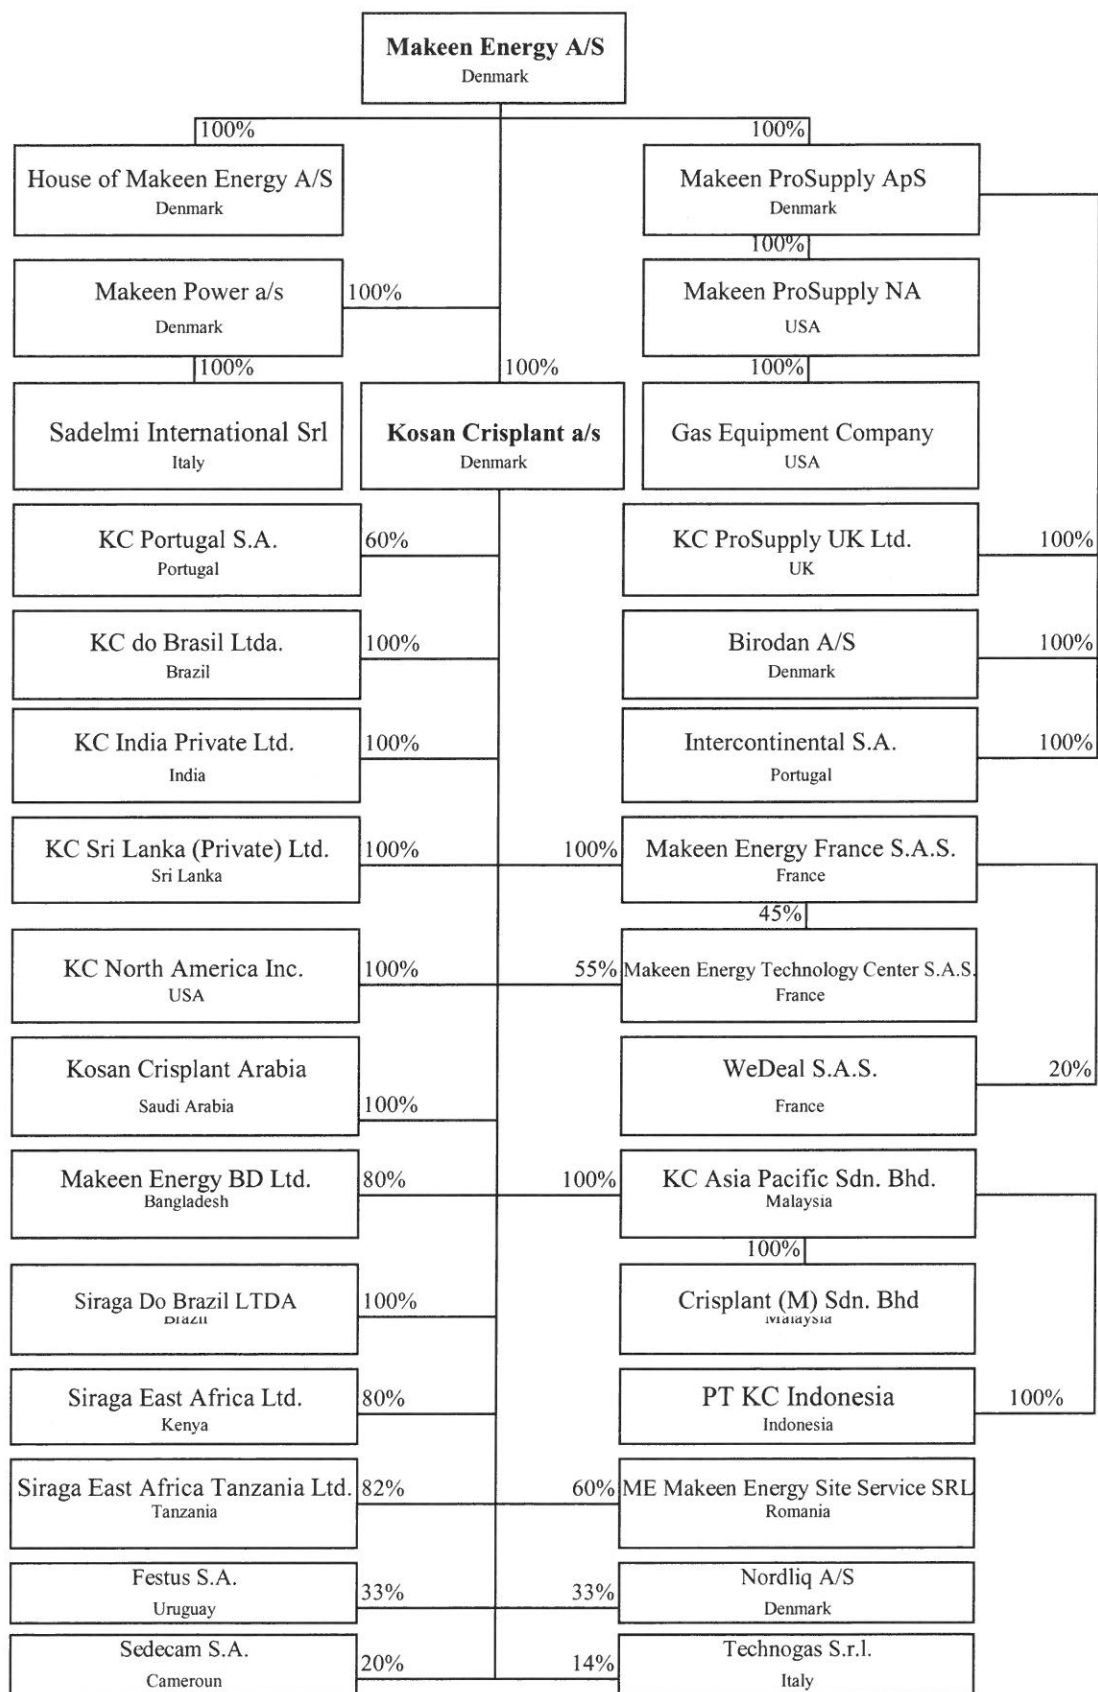 Makeen Energy A/S
Denmark
100%
100%
House of Makeen Energy A/S
Denmark
Makeen ProSupply ApS
Denmark
100%
Makeen Power a/s
Denmark
100%
Makeen ProSupply NA
USA
100%
100%
100%
Sadelmi International Srl
Italy
Kosan Crisplant a/s
Denmark
Gas Equipment Company
USA
KC Portugal S.A.
Portugal
60%
KC ProSupply UK Ltd.
UK
100%
KC do Brasil Ltda.
Brazil
100%
Birodan A/S
Denmark
100%
KC India Private Ltd.
India
100%
Intercontinental S.A.
Portugal
100%
KC Sri Lanka (Private) Ltd.
Sri Lanka
100%
100%
Makeen Energy France S.A.S.
France
45%
KC North America Inc.
USA
100%
55%
Makeen Energy Technology Center S.A.S.
France
Kosan Crisplant Arabia
Saudi Arabia
100%
WeDeal S.A.S.
France
20%
Makeen Energy BD Ltd.
Bangladesh
80%
100%
KC Asia Pacific Sdn. Bhd.
Malaysia
100%
Siraga Do Brazil LTDA
Brazil
100%
Crisplant (M) Sdn. Bhd
Malaysia
Siraga East Africa Ltd.
Kenya
80%
PT KC Indonesia
Indonesia
100%
Siraga East Africa Tanzania Ltd.
Tanzania
82%
60%
ME Makeen Energy Site Service SRL
Romania
Festus S.A.
Uruguay
33%
33%
Nordliq A/S
Denmark
Sedecam S.A.
Cameroun
20%
14%
Technogas S.r.l.
Italy